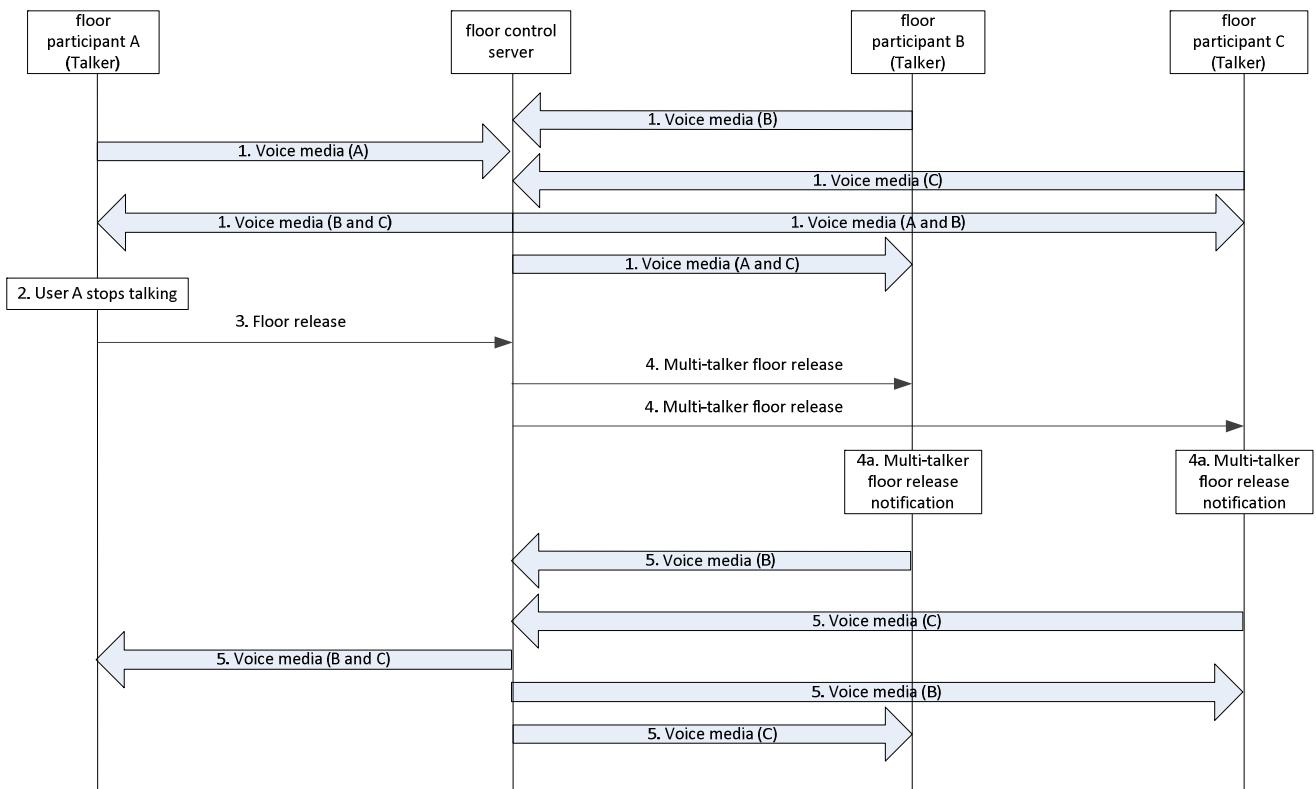 floor
participant A
(Talker)
floor control
server
floor
participant B
(Talker)
floor
participant C
(Talker)
1. Voice media (B)
1. Voice media (A)
1. Voice media (C)
1. Voice media (B and C)
1. Voice media (A and B)
1. Voice media (A and C)
2. User A stops talking
3. Floor release
4. Multi-talker floor release
4. Multi-talker floor release
4a. Multi-talker
floor release
notification
4a. Multi-talker
floor release
notification
5. Voice media (B)
5. Voice media (C)
5. Voice media (B and C)
5. Voice media (B)
5. Voice media (C)